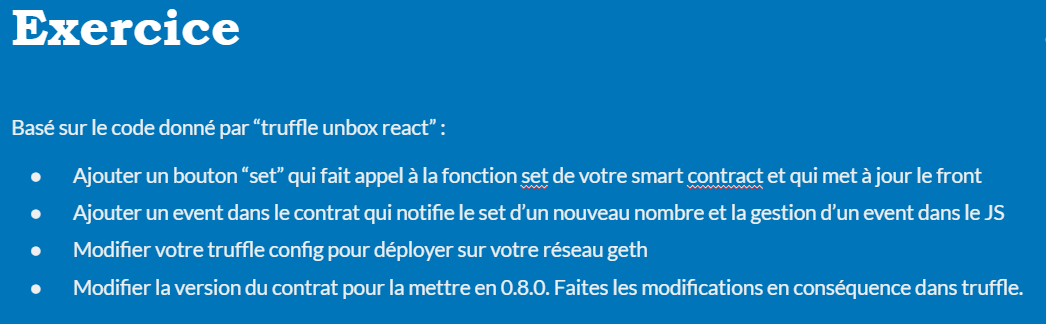 Exercice
Basé sur le code donné par “truffle unbox react” :
● Ajouter un bouton “set” qui fait appel à la fonction set de votre smart contract et qui met à jour le front
● Ajouter un event dans le contrat qui notifie le set d’un nouveau nombre et la gestion d’un event dans le JS
● Modifier votre truffle config pour déployer sur votre réseau geth
● Modifier la version du contrat pour la mettre en 0.8.0. Faites les modifications en conséquence dans truffle.